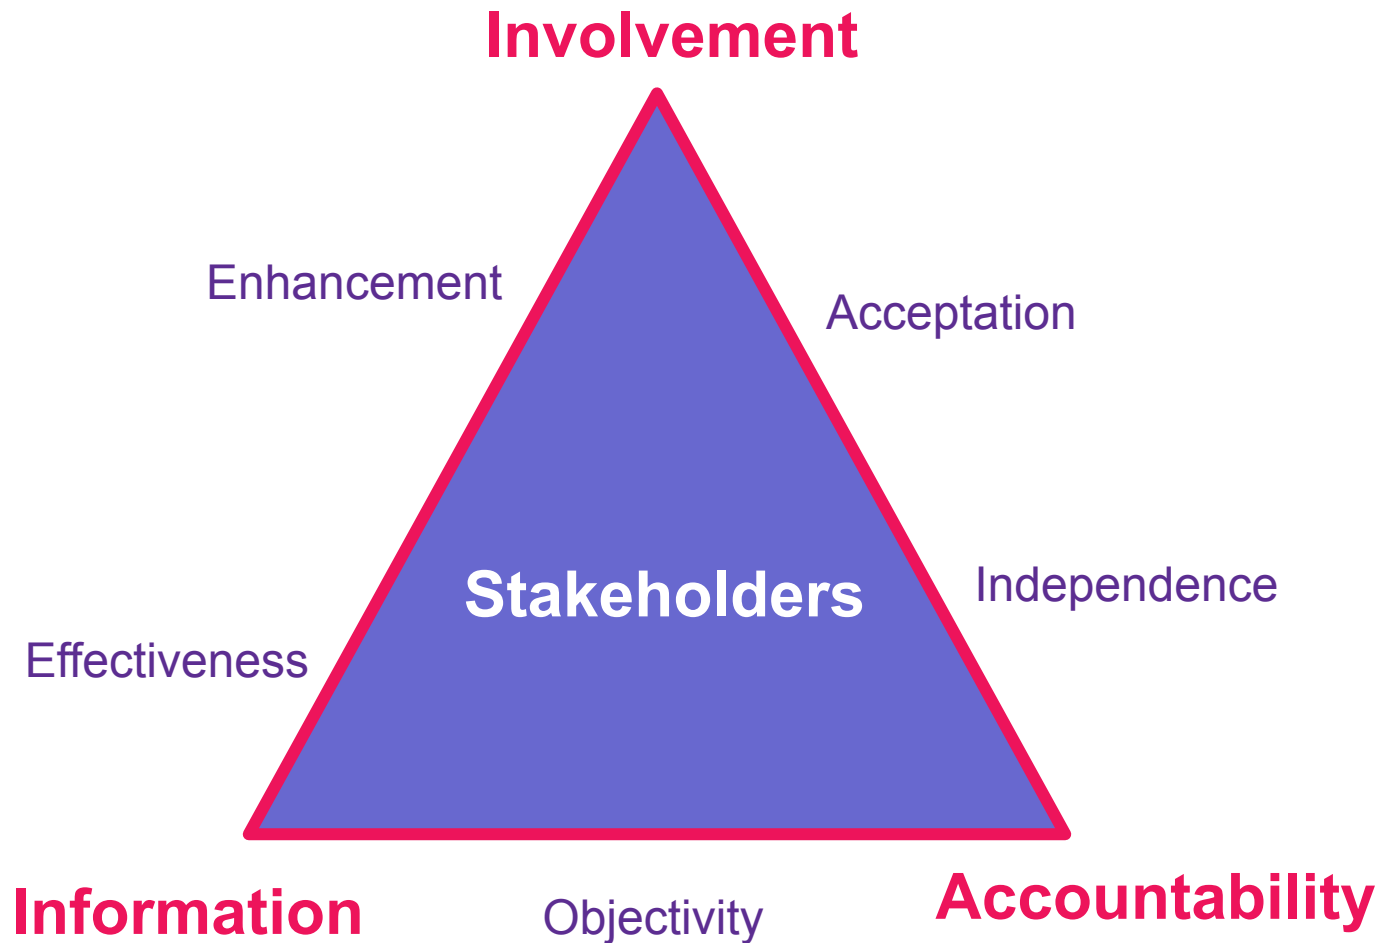 Involvement
Enhancement
Acceptation
Stakeholders
Independence
Effectiveness
Information
Objectivity
Accountability